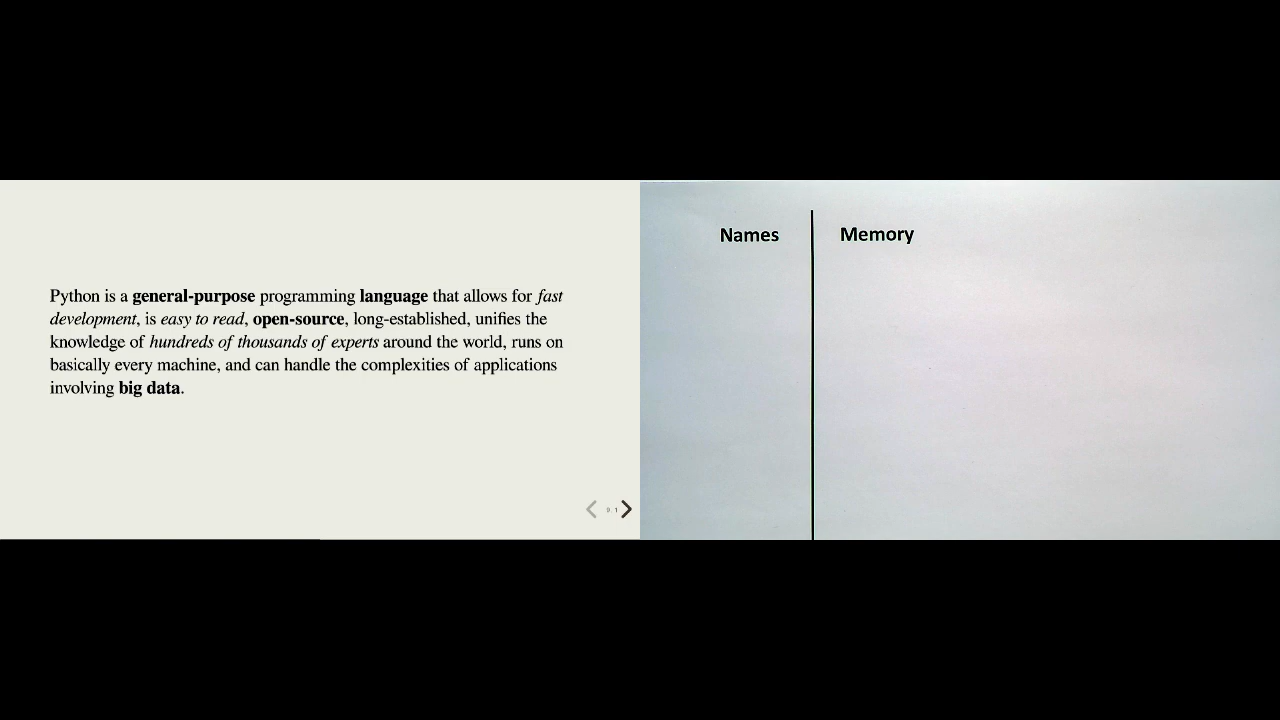 Python is a general-purpose programming language that allows for fast
development, is easy to read, open-source, long-established, unifies the
knowledge of hundreds of thousands of experts around the world, runs on
basically every machine, and can handle the complexities of applications
involving big data.
9.1
Names
Memory